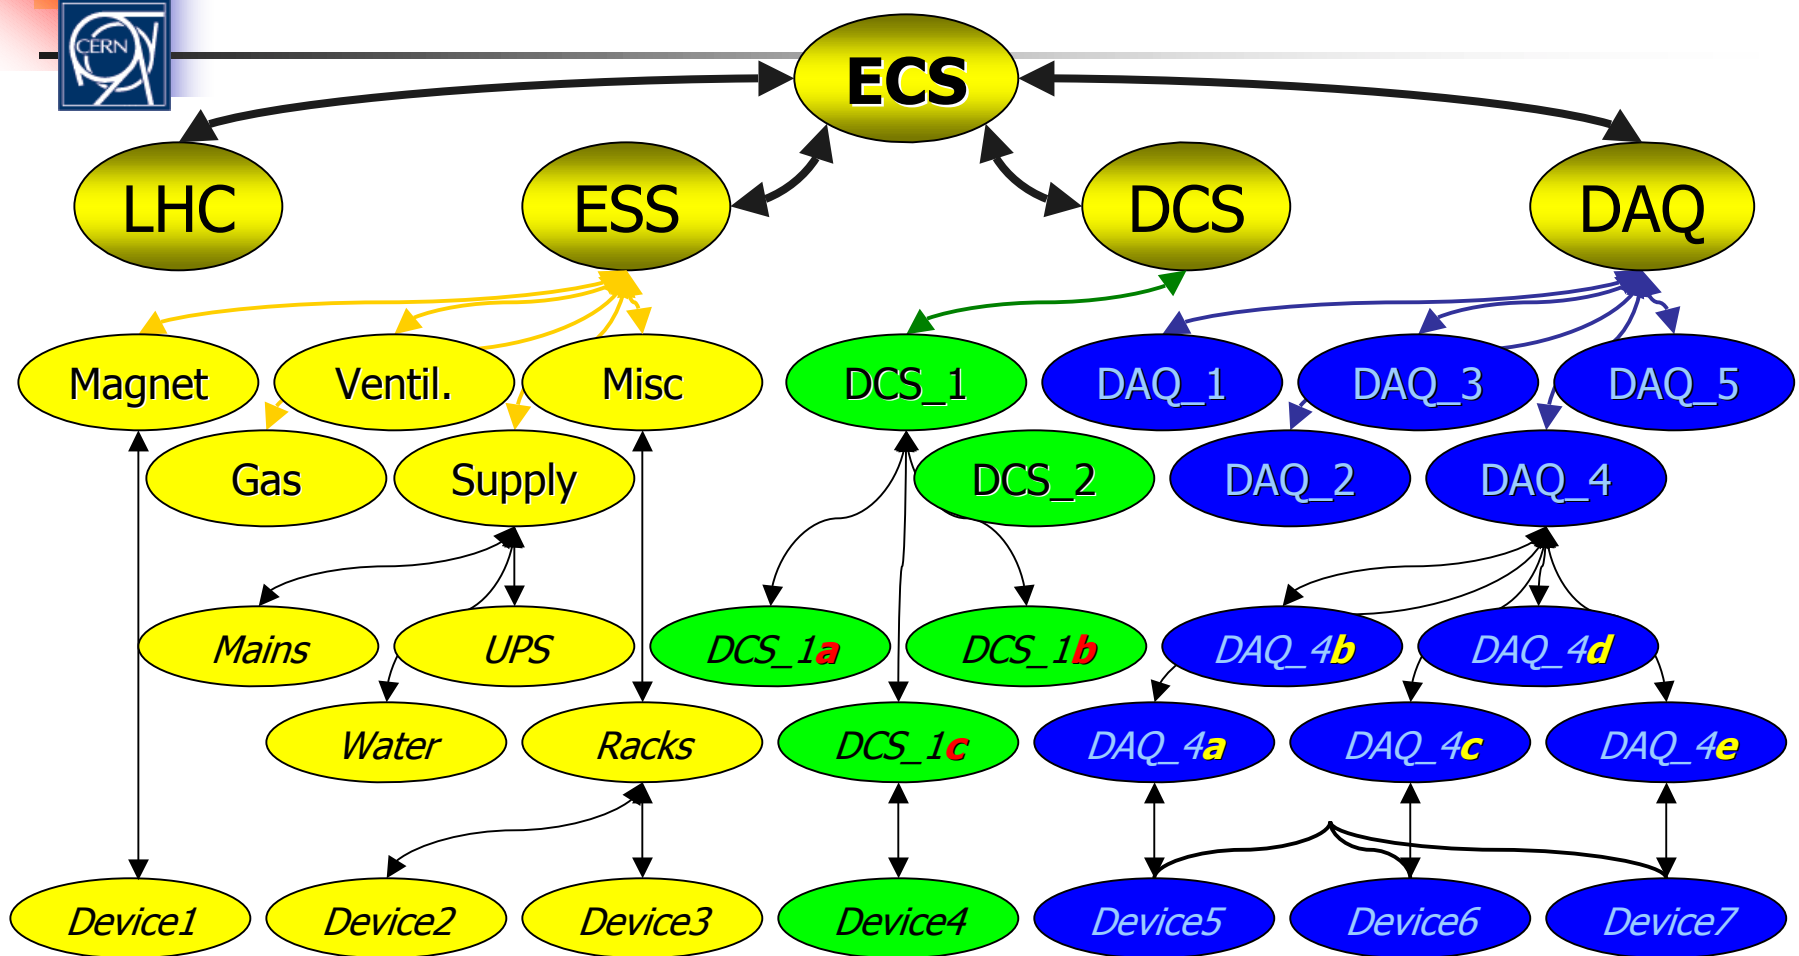 CERN
ECS
LHC
ESS
DCS
DAQ
Magnet
Ventil.
Misc
DCS_1
DAQ_1
DAQ_3
DAQ_5
Gas
Supply
DCS_2
DAQ_2
DAQ_4
Mains
UPS
DCS_1a
DCS_1b
DAQ_4b
DAQ_4d
Water
Racks
DCS_1c
DAQ_4a
DAQ_4c
DAQ_4e
Device1
Device2
Device3
Device4
Device5
Device6
Device7